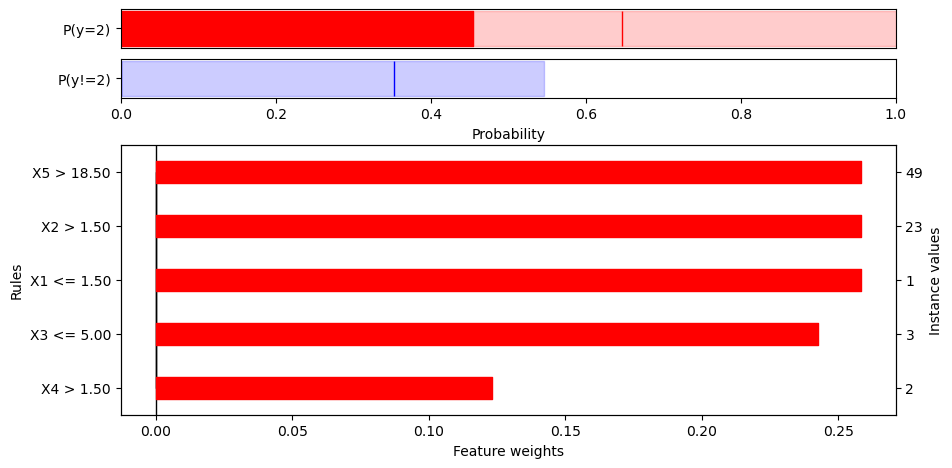 P(y=2)
P(y!=2)
0.0 0.2 0.4 0.6 0.8 1.0
Probability
X5 > 18.50 49
X2 > 1.50 23
X1 <= 1.50 1
X3 <= 5.00 3
X4 > 1.50 2
Rules
Instance values
0.00 0.05 0.10 0.15 0.20 0.25
Feature weights